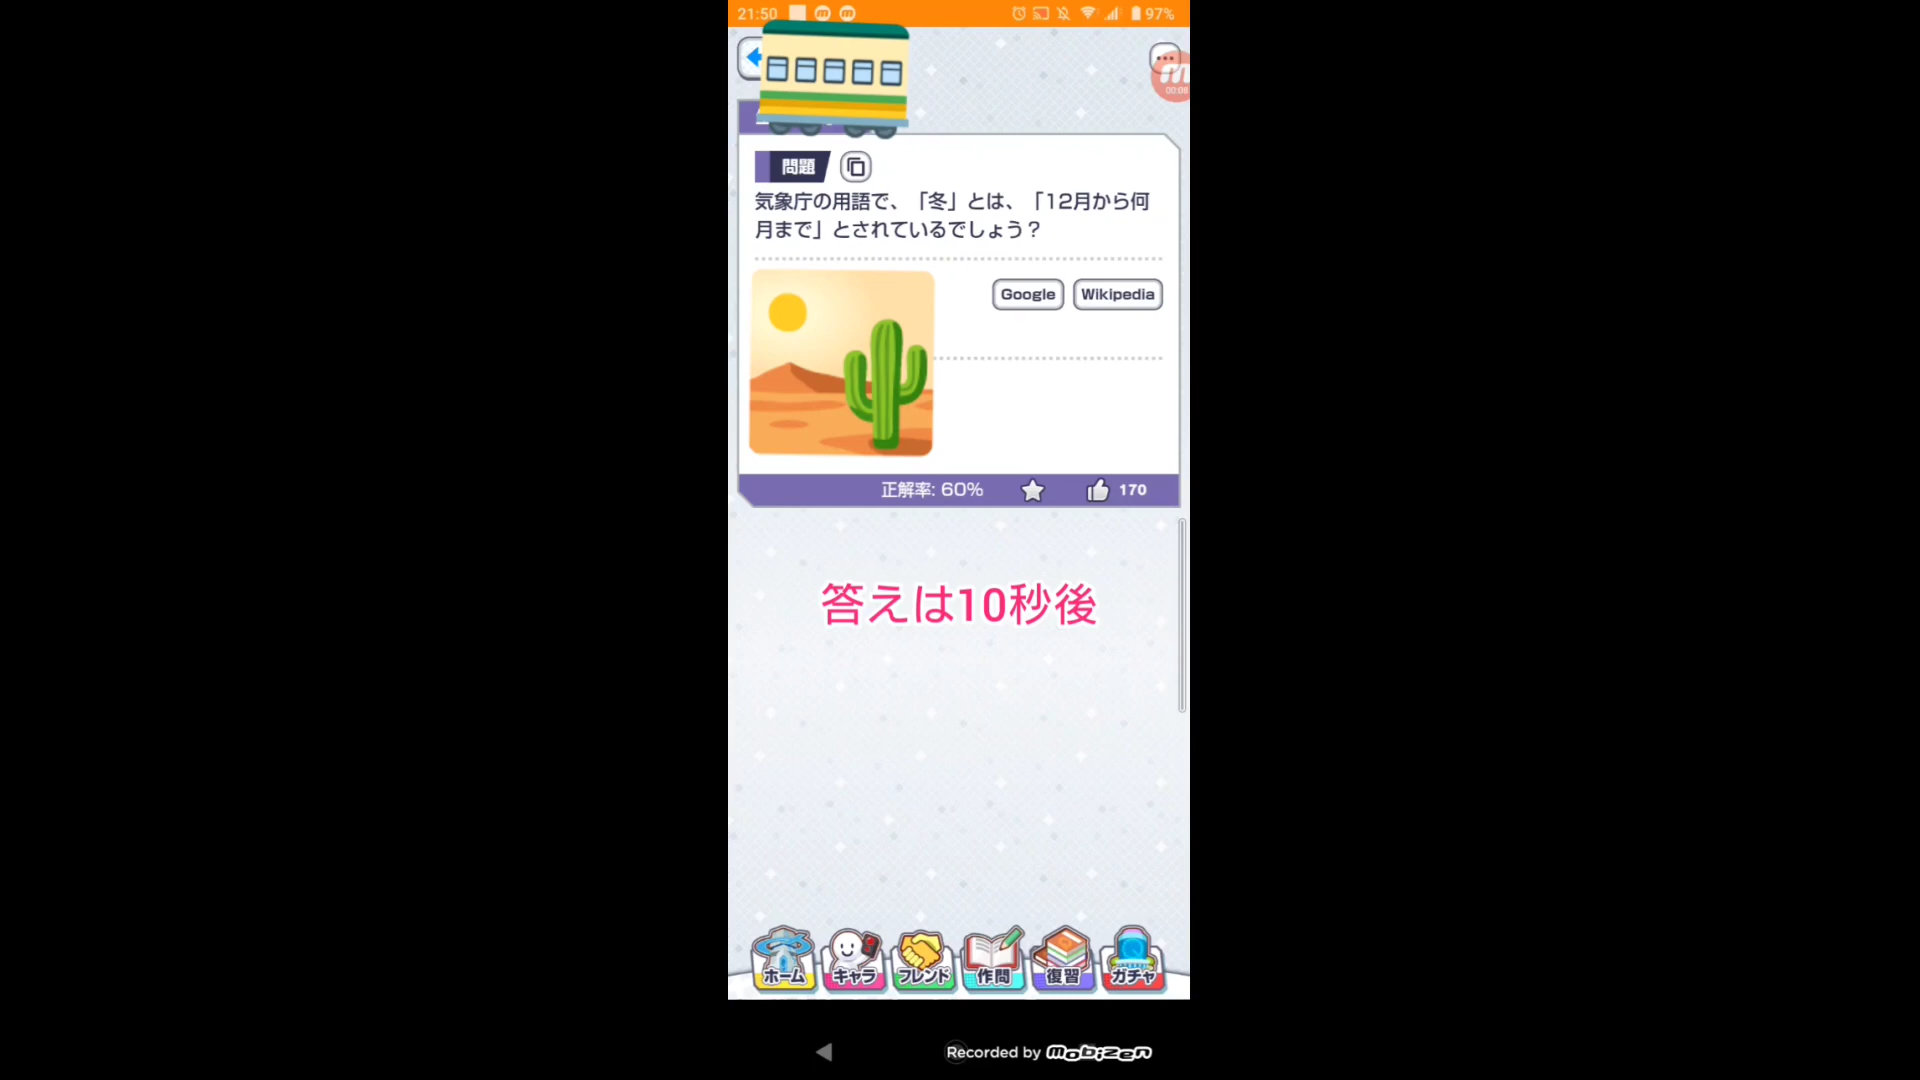 21:50
97%
00:08
問題
気象庁の用語で、「冬」とは、「12月から何
月まで」とされているでしょう？
Google
Wikipedia
正解率: 60%
170
答えは10秒後
ホーム
キャラ
フレンド
作問
復習
ガチャ
Recorded by mobizen